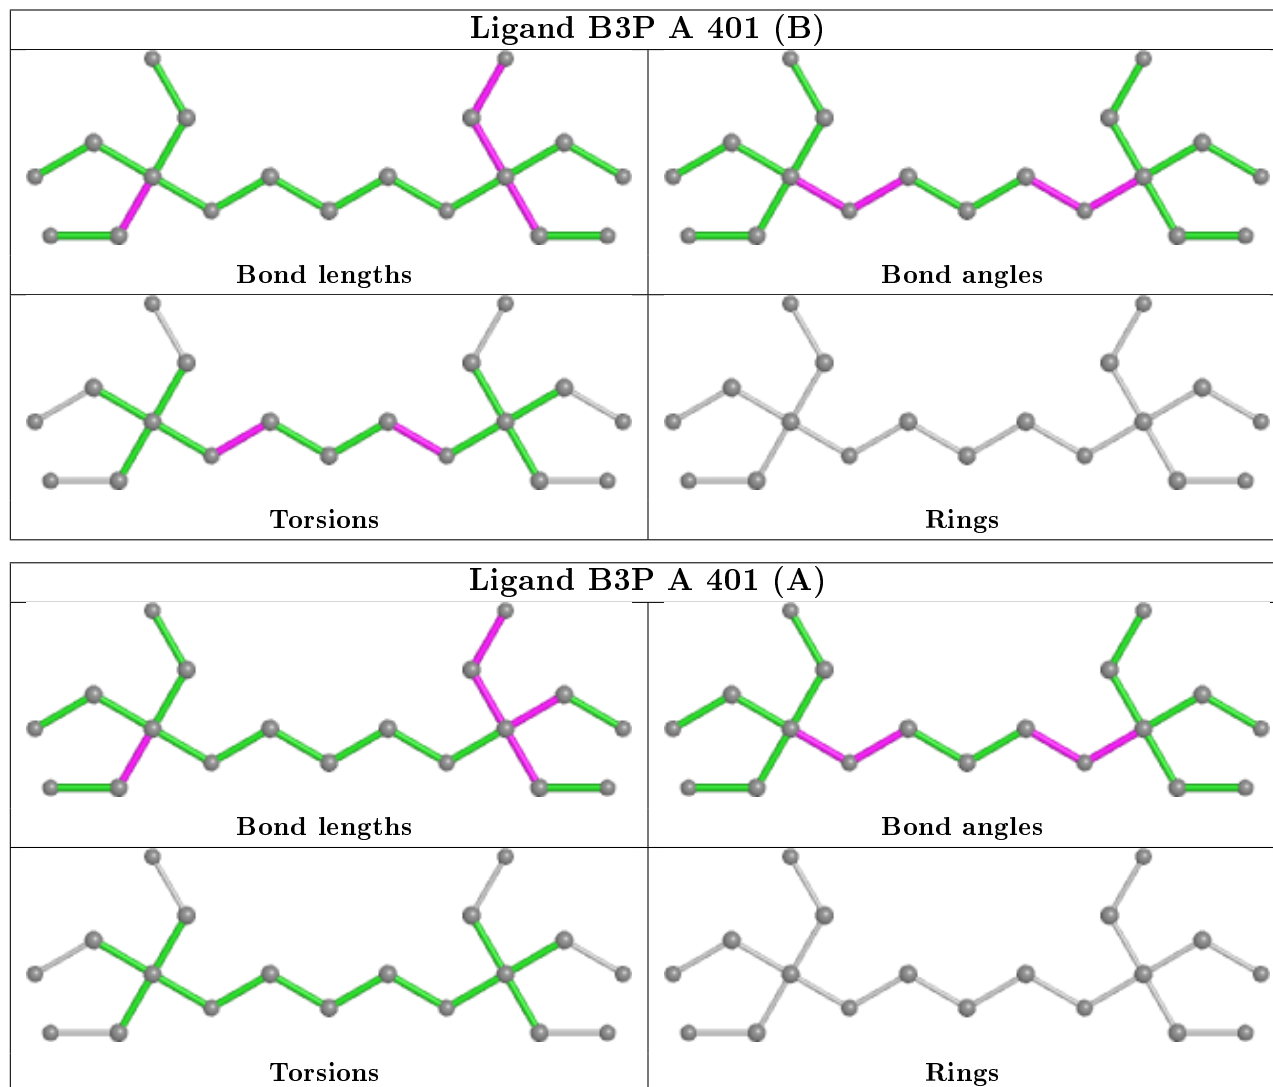 Ligand B3P A 401 (B)
Bond lengths
Bond angles
Torsions
Rings
Ligand B3P A 401 (A)
Bond lengths
Bond angles
Torsions
Rings